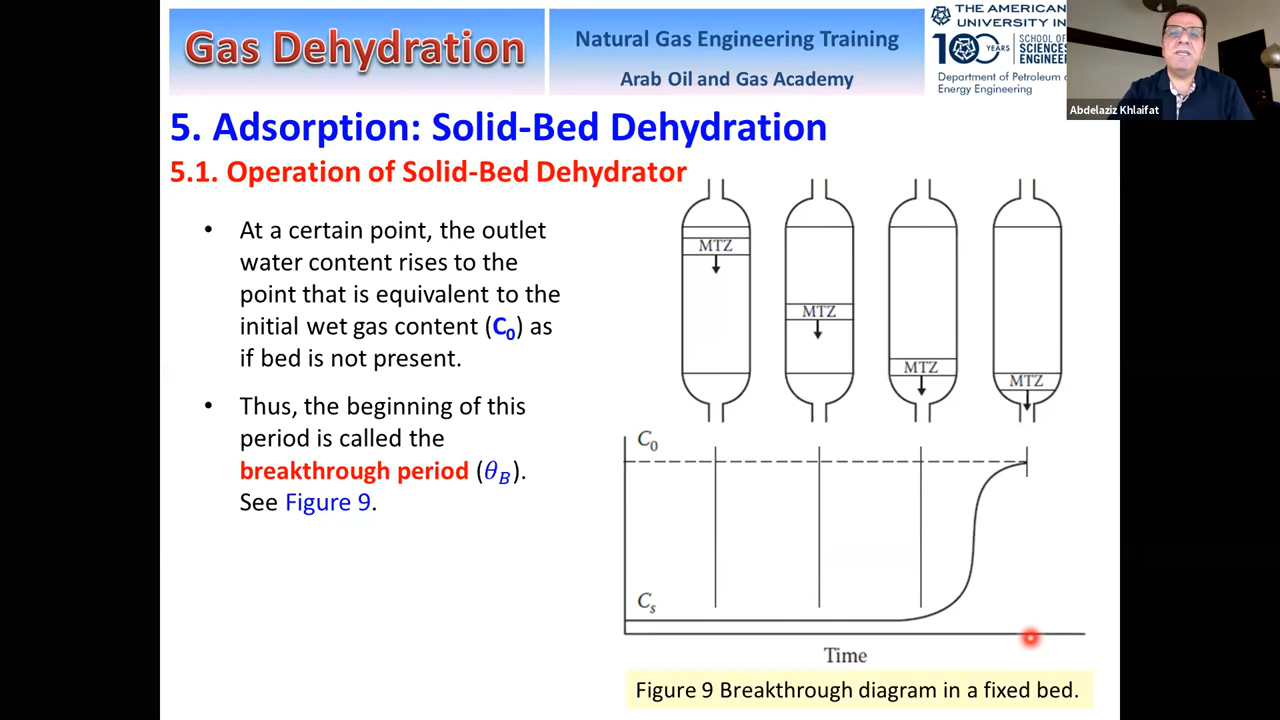 Gas Dehydration
Natural Gas Engineering Training
Arab Oil and Gas Academy
THE AMERICAN
UNIVERSITY IN
100 YEARS
SCHOOL OF
SCIENCES
ENGINEE
Department of Petroleum
Energy Engineering
Abdelaziz Khlaifat
5. Adsorption: Solid-Bed Dehydration
5.1. Operation of Solid-Bed Dehydrator
• At a certain point, the outlet
water content rises to the
point that is equivalent to the
initial wet gas content (C₀) as
if bed is not present.
• Thus, the beginning of this
period is called the
breakthrough period (θ_B).
See Figure 9.
MTZ
MTZ
MTZ
MTZ
C₀
Cₛ
Time
Figure 9 Breakthrough diagram in a fixed bed.